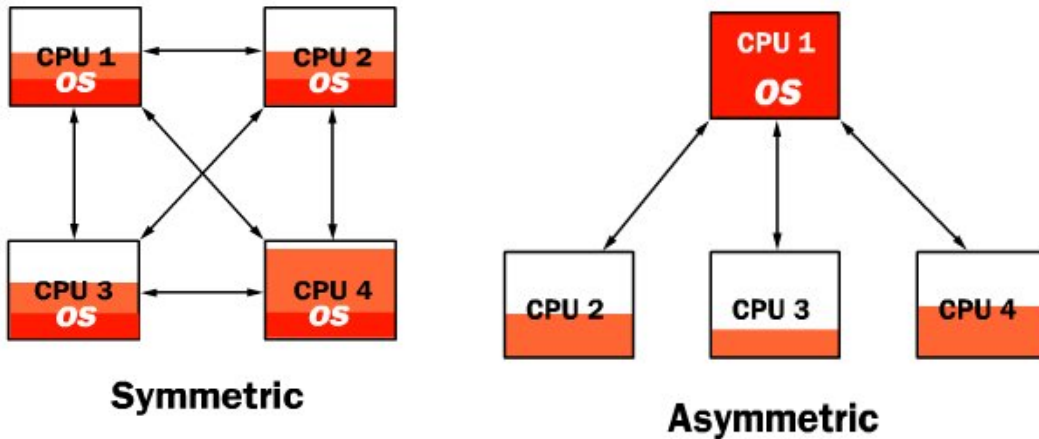 CPU 1
OS
CPU 2
OS
CPU 3
OS
CPU 4
OS
Symmetric
CPU 1
OS
CPU 2
CPU 3
CPU 4
Asymmetric